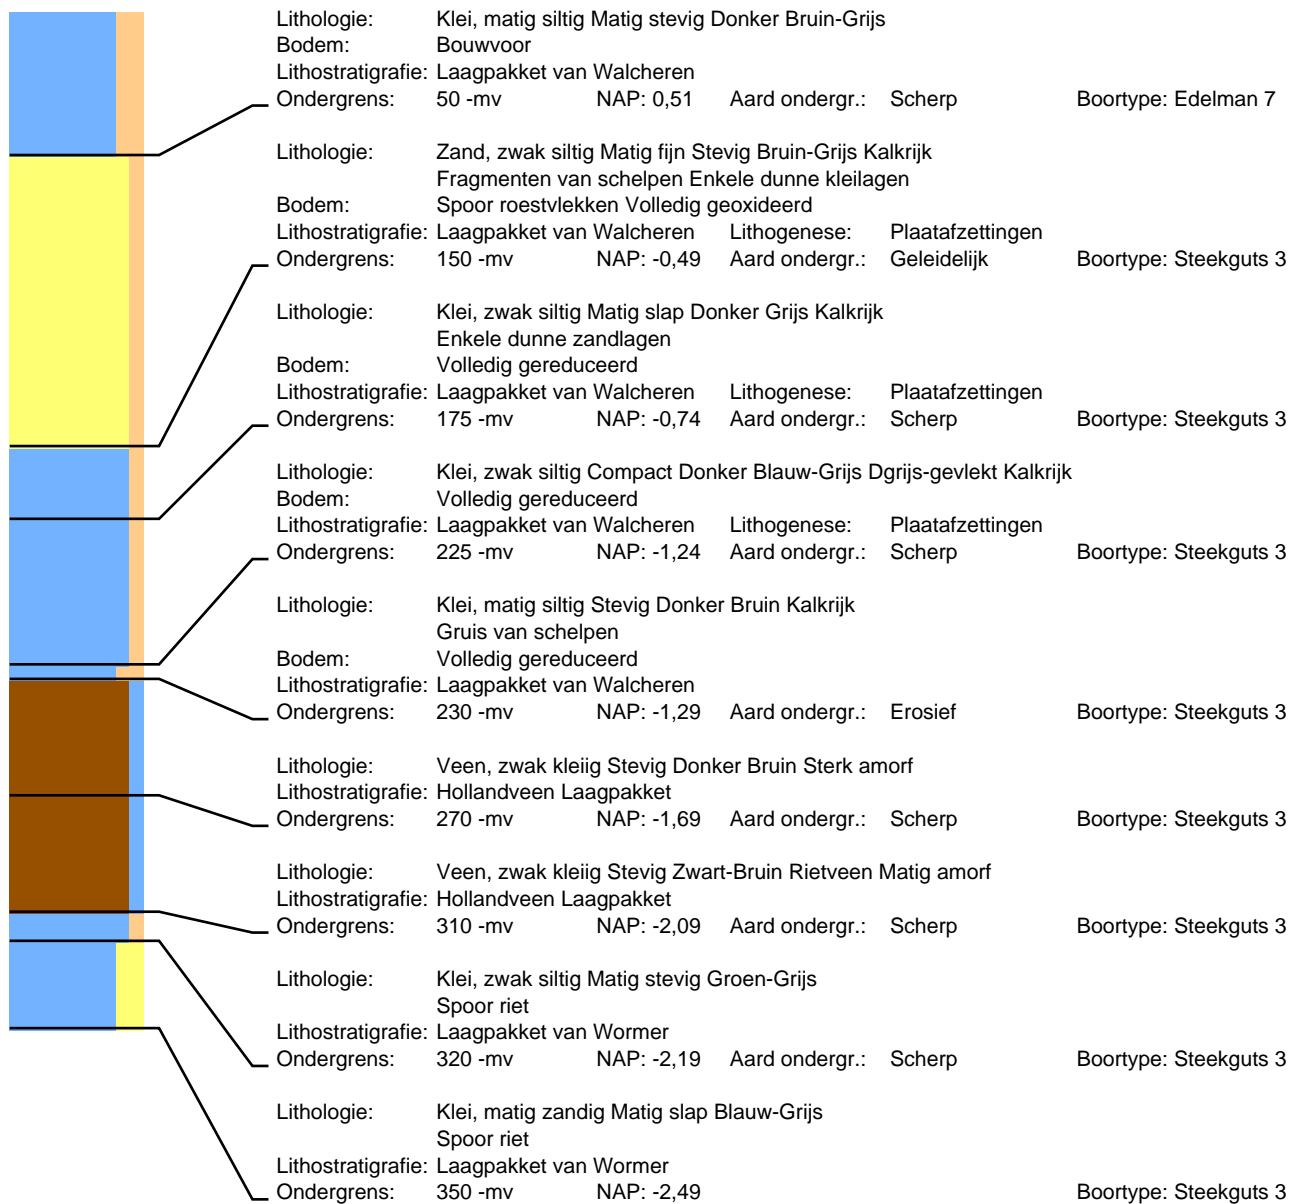 Lithologie: Klei, matig siltig Matig stevig Donker Bruin-Grijs
Bodem: Bouwvoor
Lithostratigrafie: Laagpakket van Walcheren
Ondergrens: 50 -mv NAP: 0,51 Aard ondergr.: Scherp Boortype: Edelman 7
Lithologie: Zand, zwak siltig Matig fijn Stevig Bruin-Grijs Kalkrijk
Fragmenten van schelpen Enkele dunne kleilagen
Bodem: Spoor roestvlekken Volledig geoxideerd
Lithostratigrafie: Laagpakket van Walcheren Lithogenese: Plaatafzettingen
Ondergrens: 150 -mv NAP: -0,49 Aard ondergr.: Geleidelijk Boortype: Steekguts 3
Lithologie: Klei, zwak siltig Matig slap Donker Grijs Kalkrijk
Enkele dunne zandlagen
Bodem: Volledig gereduceerd
Lithostratigrafie: Laagpakket van Walcheren Lithogenese: Plaatafzettingen
Ondergrens: 175 -mv NAP: -0,74 Aard ondergr.: Scherp Boortype: Steekguts 3
Lithologie: Klei, zwak siltig Compact Donker Blauw-Grijs Dgrijs-gevlekt Kalkrijk
Bodem: Volledig gereduceerd
Lithostratigrafie: Laagpakket van Walcheren Lithogenese: Plaatafzettingen
Ondergrens: 225 -mv NAP: -1,24 Aard ondergr.: Scherp Boortype: Steekguts 3
Lithologie: Klei, matig siltig Stevig Donker Bruin Kalkrijk
Gruis van schelpen
Bodem: Volledig gereduceerd
Lithostratigrafie: Laagpakket van Walcheren
Ondergrens: 230 -mv NAP: -1,29 Aard ondergr.: Erosief Boortype: Steekguts 3
Lithologie: Veen, zwak kleiig Stevig Donker Bruin Sterk amorf
Lithostratigrafie: Hollandveen Laagpakket
Ondergrens: 270 -mv NAP: -1,69 Aard ondergr.: Scherp Boortype: Steekguts 3
Lithologie: Veen, zwak kleiig Stevig Zwart-Bruin Rietveen Matig amorf
Lithostratigrafie: Hollandveen Laagpakket
Ondergrens: 310 -mv NAP: -2,09 Aard ondergr.: Scherp Boortype: Steekguts 3
Lithologie: Klei, zwak siltig Matig stevig Groen-Grijs
Spoor riet
Lithostratigrafie: Laagpakket van Wormer
Ondergrens: 320 -mv NAP: -2,19 Aard ondergr.: Scherp Boortype: Steekguts 3
Lithologie: Klei, matig zandig Matig slap Blauw-Grijs
Spoor riet
Lithostratigrafie: Laagpakket van Wormer
Ondergrens: 350 -mv NAP: -2,49 Boortype: Steekguts 3